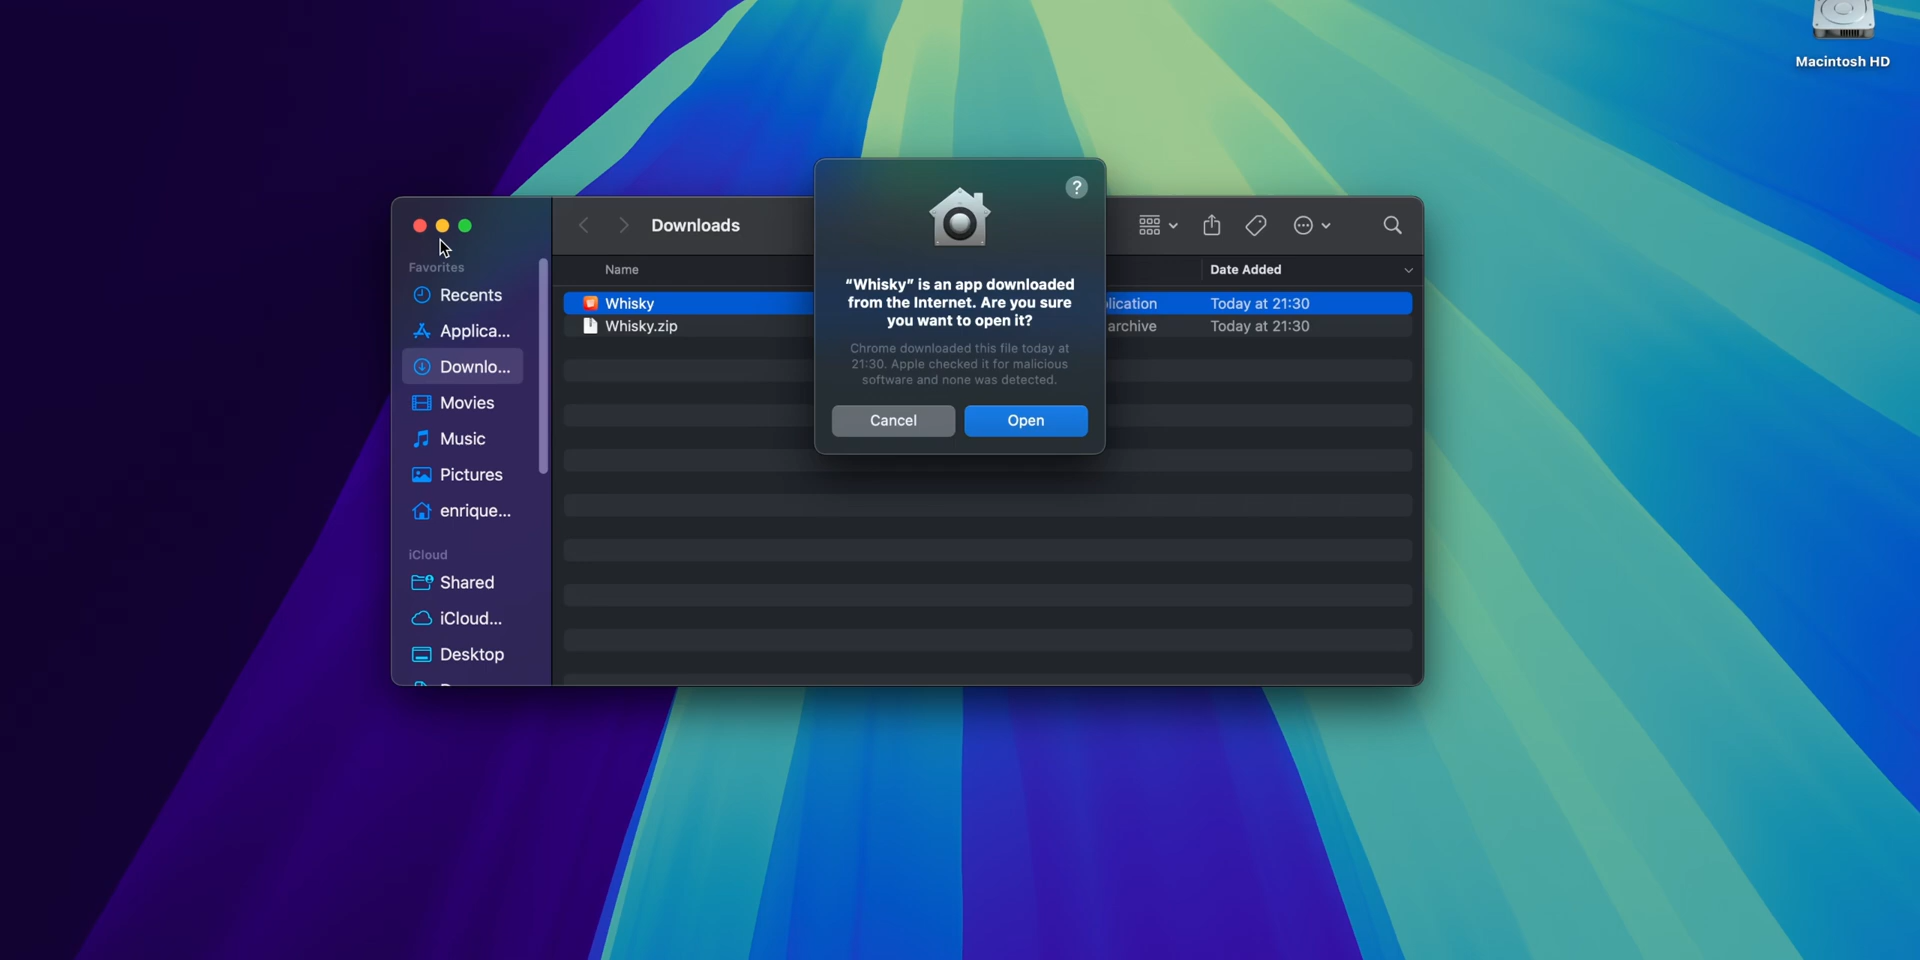 Macintosh HD
Downloads
?
Favorites
Recents
Applica...
Downlo...
Movies
Music
Pictures
enrique...
iCloud
Shared
iCloud...
Desktop
Name
Date Added
Whisky
lication
Today at 21:30
Whisky.zip
archive
Today at 21:30
“Whisky” is an app downloaded
from the Internet. Are you sure
you want to open it?
Chrome downloaded this file today at
21:30. Apple checked it for malicious
software and none was detected.
Cancel
Open